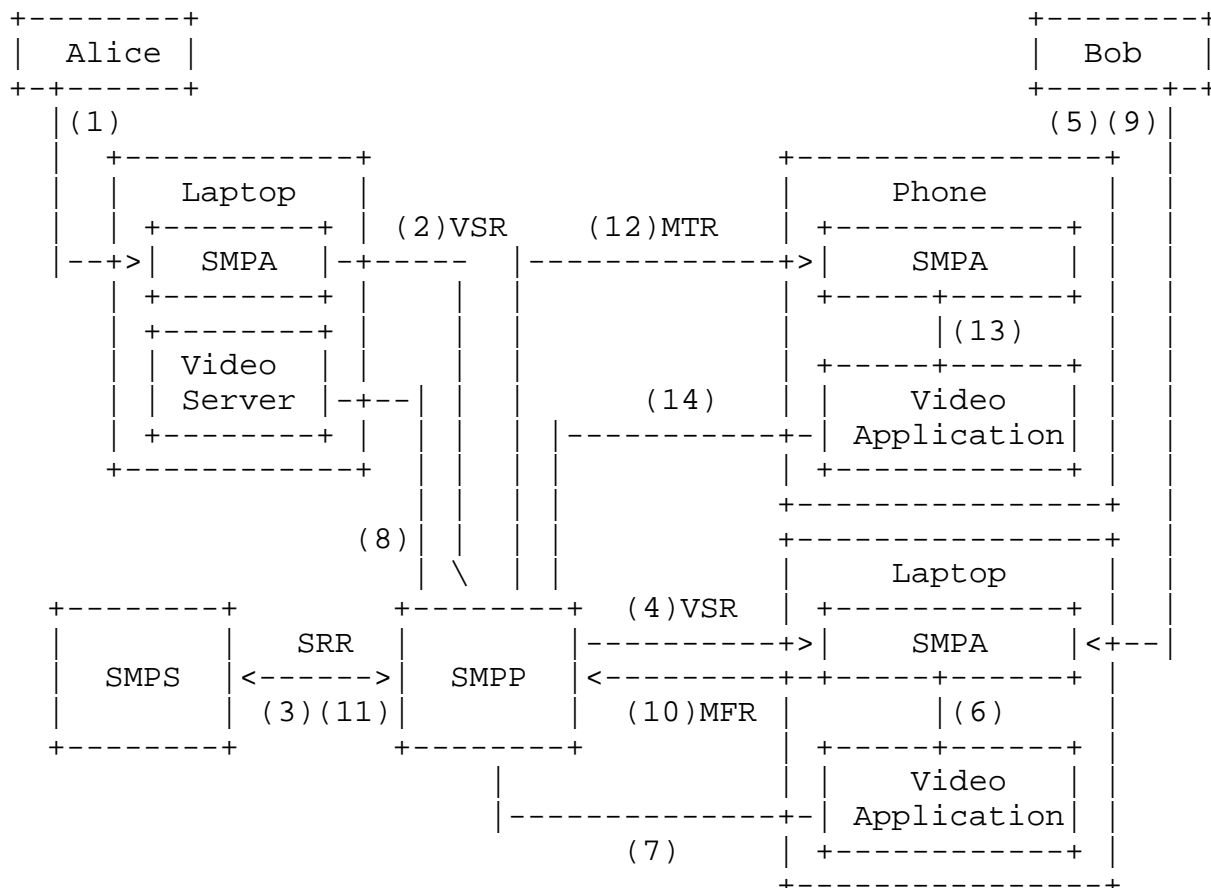 Alice Bob
(1) (5)(9)
Laptop Phone
(2)VSR (12)MTR
SMPA SMPA
(13)
Video
Server (14) Video
Application
(8)
Laptop
(4)VSR
SRR SMPA
SMPS SMPP
(3)(11) (10)MFR (6)
Video
Application
(7)